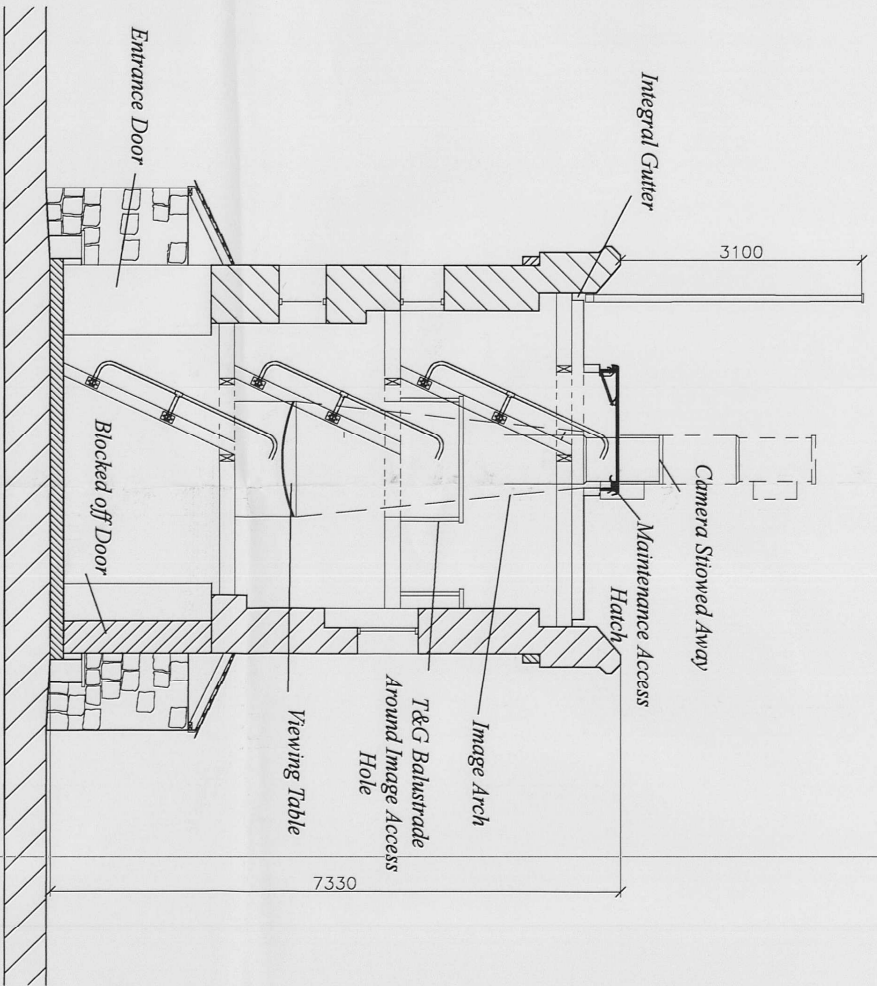 3100
Integral Gutter
Entrance Door
Camera Stiowed Away
Maintenance Access
Hatch
Image Arch
T&G Balustrade
Around Image Access
Hole
Viewing Table
Blocked off Door
7330